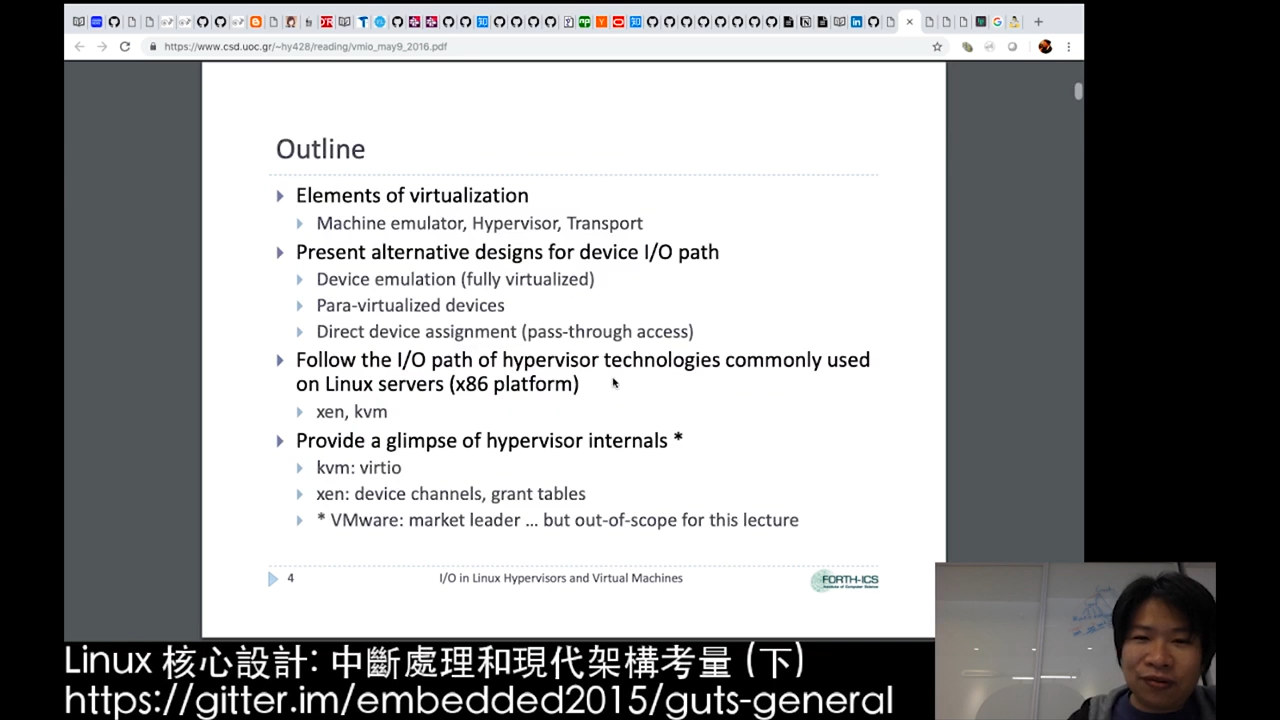 https://www.csd.uoc.gr/~hy428/reading/vmio_may9_2016.pdf
Outline
Elements of virtualization
Machine emulator, Hypervisor, Transport
Present alternative designs for device I/O path
Device emulation (fully virtualized)
Para-virtualized devices
Direct device assignment (pass-through access)
Follow the I/O path of hypervisor technologies commonly used
on Linux servers (x86 platform)
xen, kvm
Provide a glimpse of hypervisor internals *
kvm: virtio
xen: device channels, grant tables
* VMware: market leader ... but out-of-scope for this lecture
4
I/O in Linux Hypervisors and Virtual Machines
FORTH-ICS
Institute of Computer Science
Linux 核心設計: 中斷處理和現代架構考量 (下)
https://gitter.im/embedded2015/guts-general